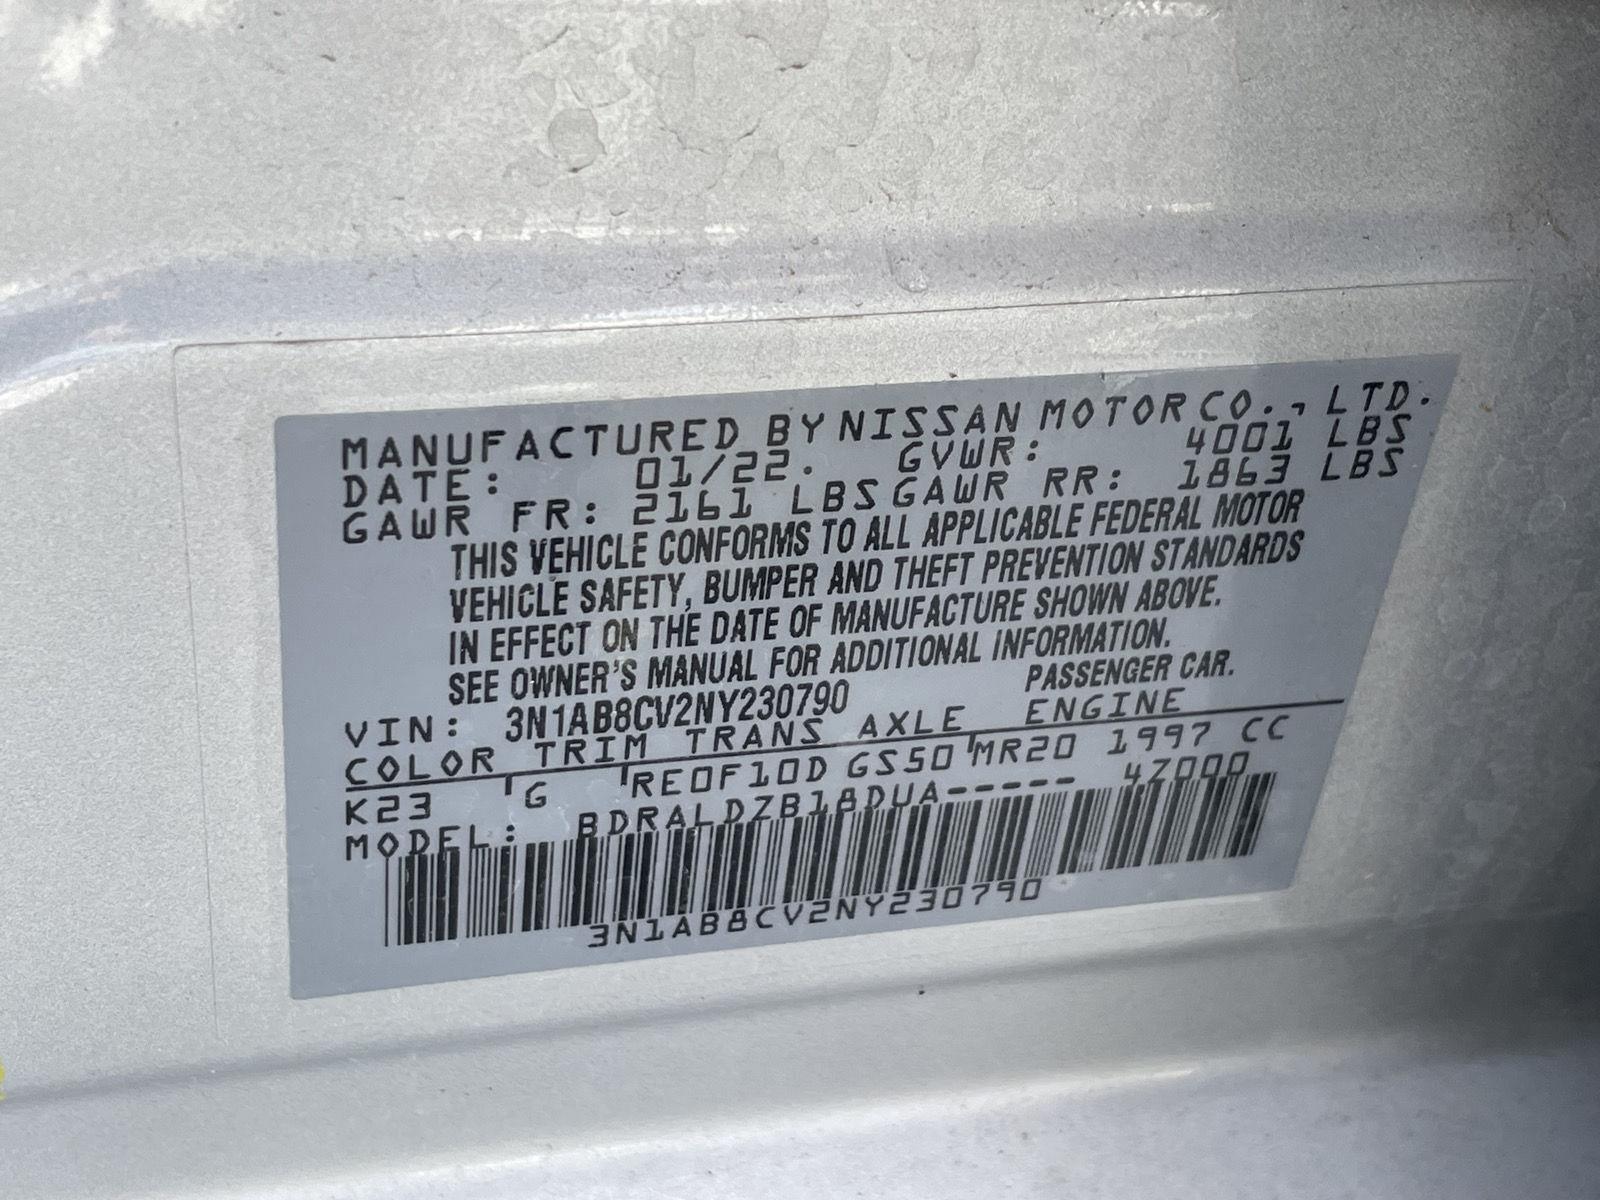 MANUFACTURED BY NISSAN MOTOR CO., LTD.
DATE: 01/22. GVWR: 4001 LBS
GAWR FR: 2161 LBS GAWR RR: 1863 LBS
THIS VEHICLE CONFORMS TO ALL APPLICABLE FEDERAL MOTOR
VEHICLE SAFETY, BUMPER AND THEFT PREVENTION STANDARDS
IN EFFECT ON THE DATE OF MANUFACTURE SHOWN ABOVE.
SEE OWNER'S MANUAL FOR ADDITIONAL INFORMATION.
VIN: 3N1AB8CV2NY230790 PASSENGER CAR.
COLOR TRIM TRANS AXLE ENGINE
K23 G RE0F10D GS50 MR20 1997 CC
MODEL: BDRALDZB18DUA----- 4Z000
3N1AB8CV2NY230790